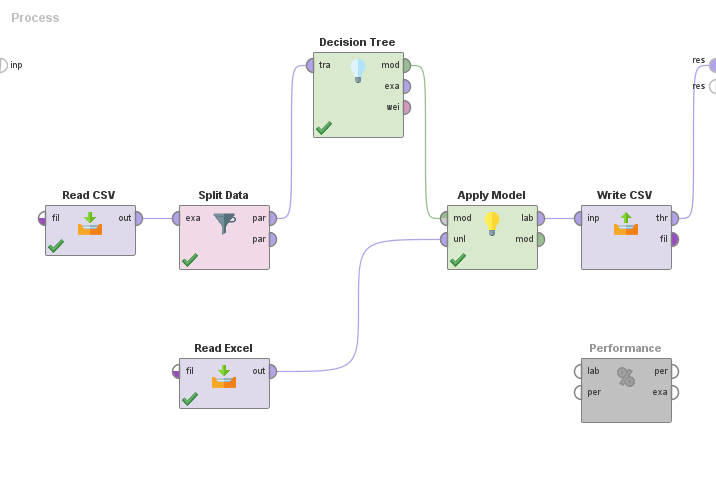 Process
inp
Decision Tree
tra mod
exa
wei
res
res
Read CSV
fil out
Split Data
exa par
par
Apply Model
mod lab
unl mod
Write CSV
inp thr
fil
Read Excel
fil out
Performance
lab per
per exa